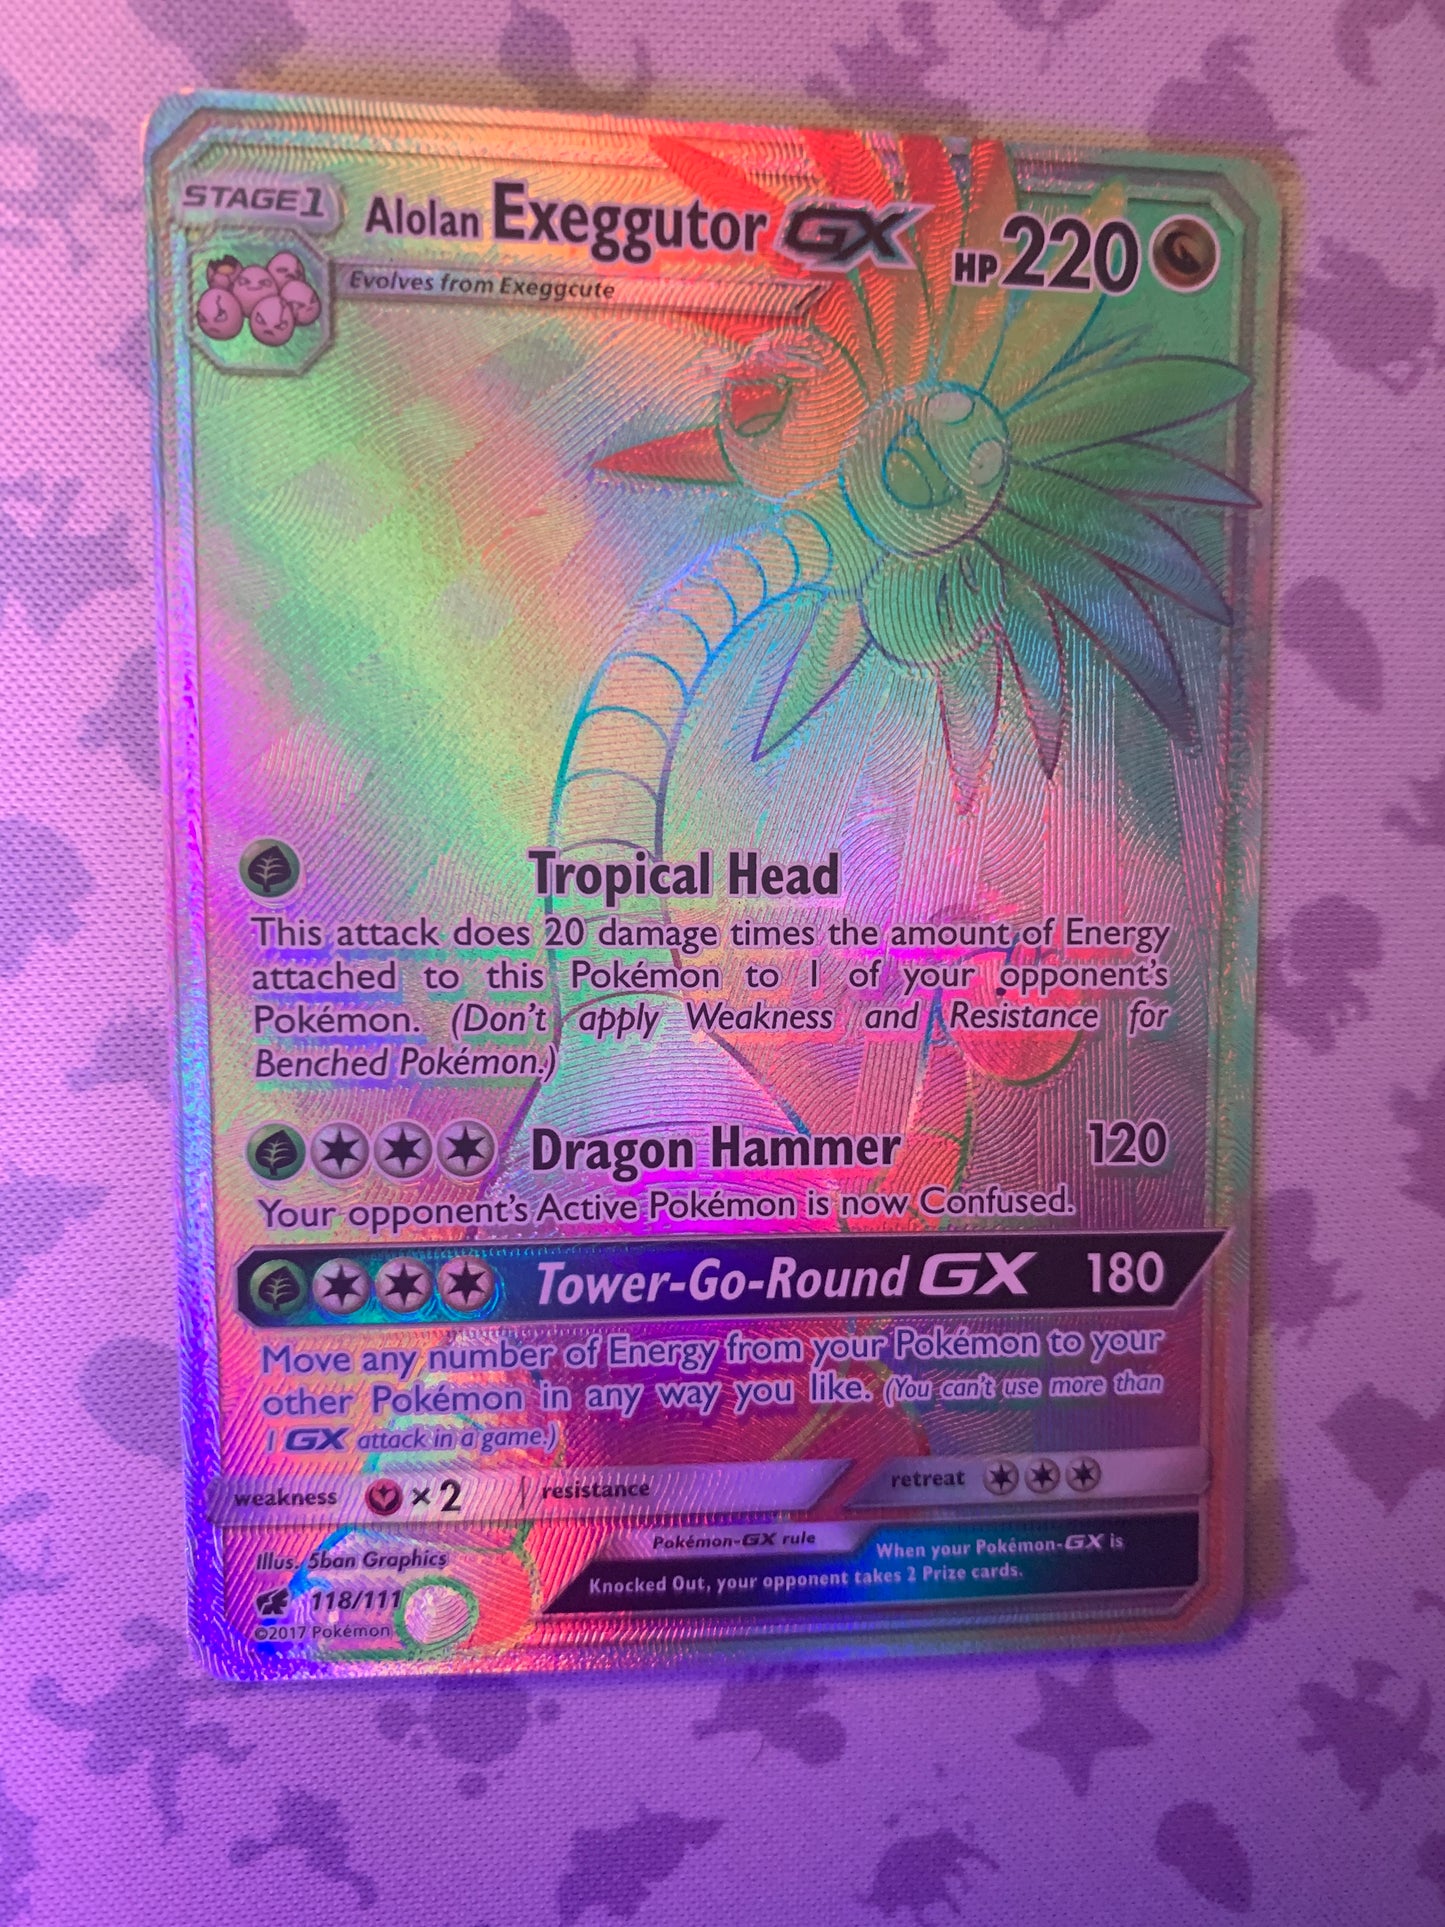 STAGE1 Alolan Exeggutor GX HP220
Evolves from Exeggcute
Tropical Head
This attack does 20 damage times the amount of Energy
attached to this Pokémon to 1 of your opponent's
Pokémon. (Don't apply Weakness and Resistance for
Benched Pokémon.)
Dragon Hammer 120
Your opponent's Active Pokémon is now Confused.
Tower-Go-Round GX 180
Move any number of Energy from your Pokémon to your
other Pokémon in any way you like. (You can't use more than
1 GX attack in a game.)
weakness ×2 resistance retreat
Illus. 5ban Graphics
118/111
©2017 Pokémon
Pokémon-GX rule When your Pokémon-GX is
Knocked Out, your opponent takes 2 Prize cards.